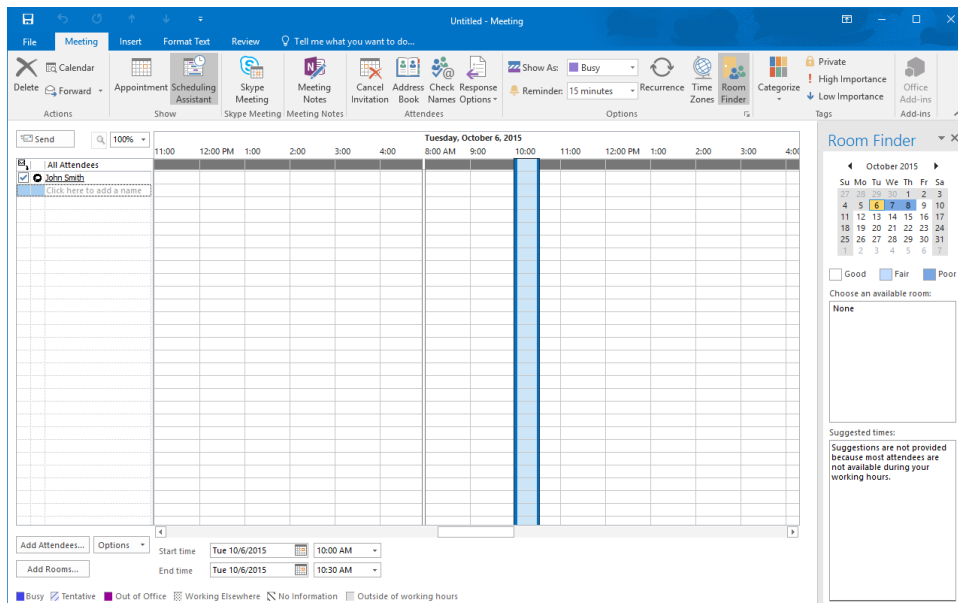 Untitled - Meeting
File Meeting Insert Format Text Review Tell me what you want to do...
Delete
Calendar
Forward
Actions
Appointment
Scheduling Assistant
Show
Skype Meeting
Skype Meeting
Meeting Notes
Meeting Notes
Cancel Invitation
Address Book
Check Names
Response Options
Attendees
Show As: Busy
Reminder: 15 minutes
Recurrence
Time Zones
Room Finder
Options
Categorize
Private
High Importance
Low Importance
Tags
Office Add-ins
Add-ins
Send 100%
Tuesday, October 6, 2015
11:00 12:00 PM 1:00 2:00 3:00 4:00 8:00 AM 9:00 10:00 11:00 12:00 PM 1:00 2:00 3:00 4:00
All Attendees
John Smith
Click here to add a name
Add Attendees... Options
Add Rooms...
Start time Tue 10/6/2015 10:00 AM
End time Tue 10/6/2015 10:30 AM
Busy Tentative Out of Office Working Elsewhere No Information Outside of working hours
Room Finder
October 2015
Su Mo Tu We Th Fr Sa
27 28 29 30 1 2 3
4 5 6 7 8 9 10
11 12 13 14 15 16 17
18 19 20 21 22 23 24
25 26 27 28 29 30 31
1 2 3 4 5 6 7
Good Fair Poor
Choose an available room:
None
Suggested times:
Suggestions are not provided
because most attendees are
not available during your
working hours.